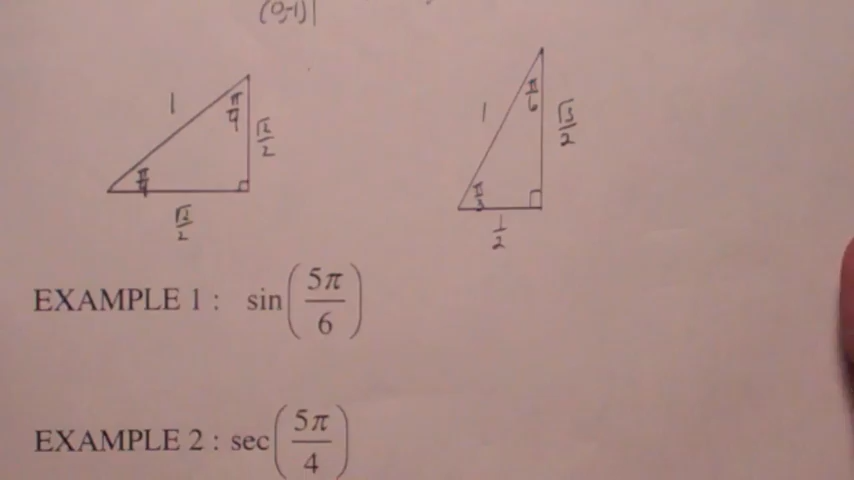 (0,-1)
1
π/4
√2/2
π/4
√2/2
1
π/6
√3/2
π/3
1/2
EXAMPLE 1 : sin(5π/6)
EXAMPLE 2 : sec(5π/4)